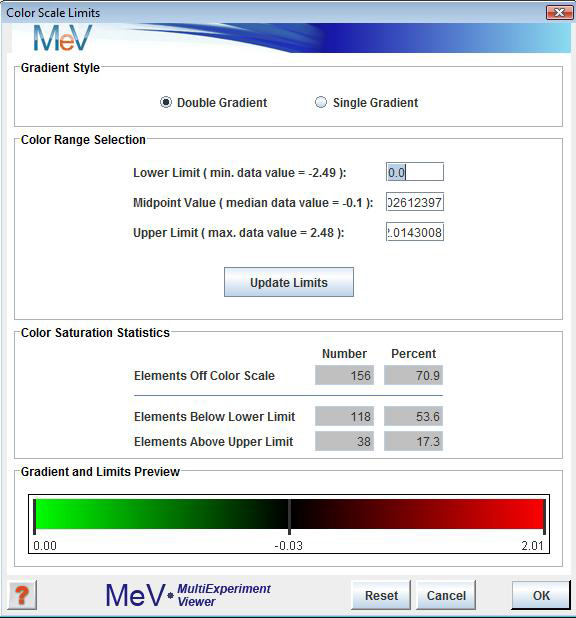 Color Scale Limits
MeV
Gradient Style
Double Gradient Single Gradient
Color Range Selection
Lower Limit ( min. data value = -2.49 ): 0.0
Midpoint Value ( median data value = -0.1 ): 02612397
Upper Limit ( max. data value = 2.48 ): .0143008
Update Limits
Color Saturation Statistics
Number Percent
Elements Off Color Scale 156 70.9
Elements Below Lower Limit 118 53.6
Elements Above Upper Limit 38 17.3
Gradient and Limits Preview
0.00 -0.03 2.01
? MeV MultiExperiment Viewer Reset Cancel OK